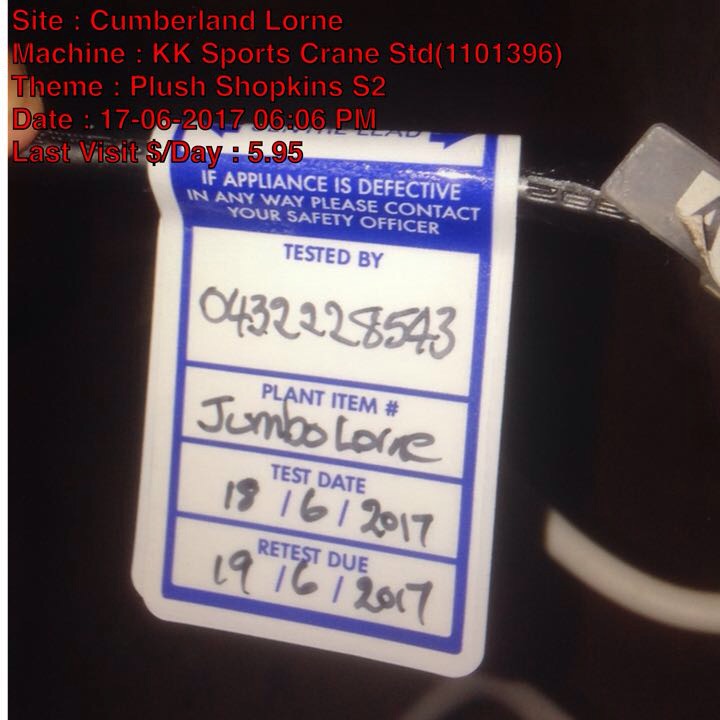 Site : Cumberland Lorne
Machine : KK Sports Crane Std(1101396)
Theme : Plush Shopkins S2
Date : 17-06-2017 06:06 PM
Last Visit $/Day : 5.95
LEAD
IF APPLIANCE IS DEFECTIVE
IN ANY WAY PLEASE CONTACT
YOUR SAFETY OFFICER
TESTED BY
0432228543
PLANT ITEM #
Jumbo Lorne
TEST DATE
18 / 6 / 2017
RETEST DUE
19 / 6 / 2017